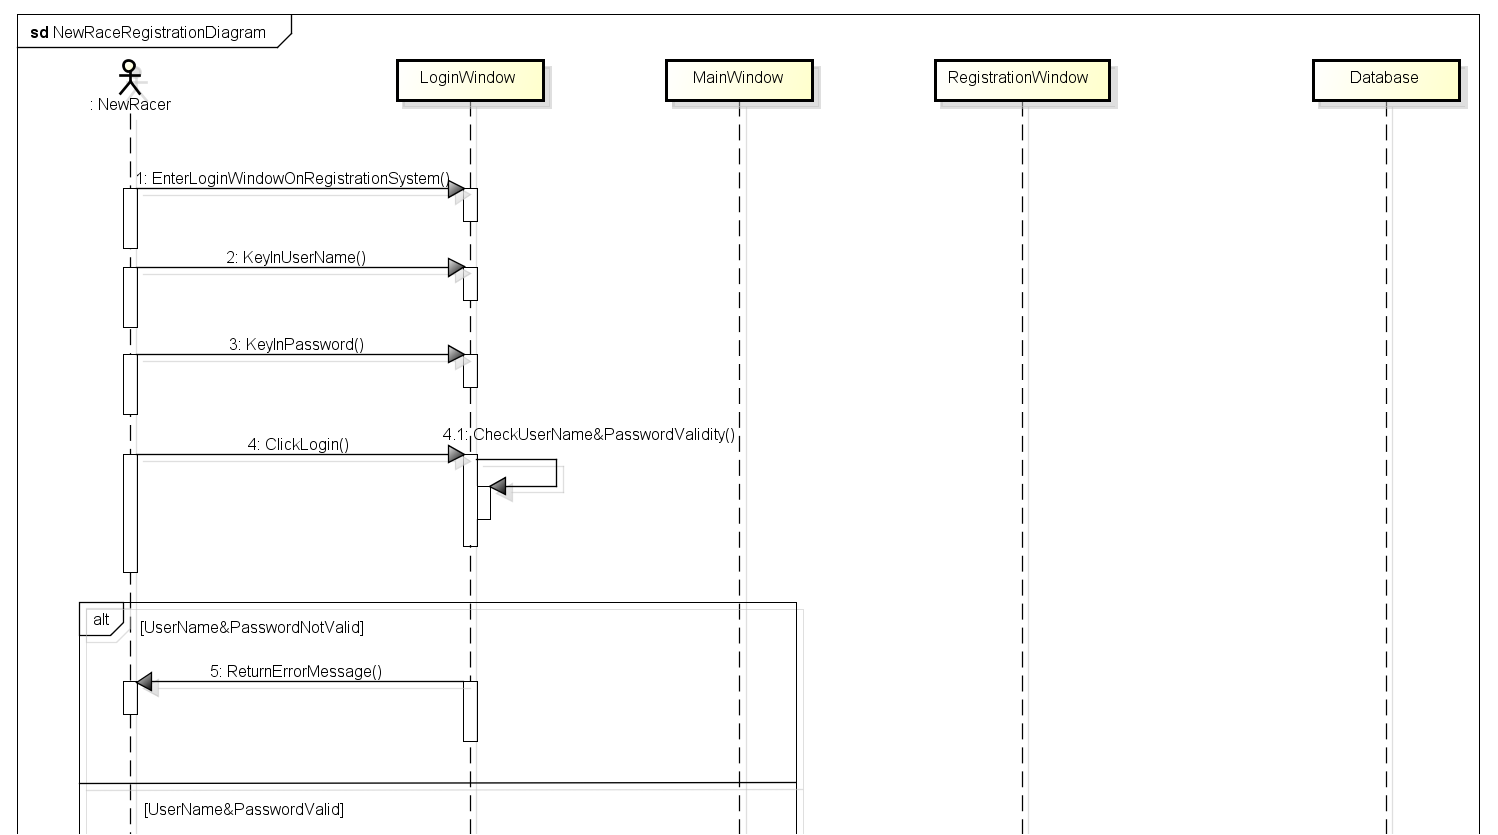 sd NewRaceRegistrationDiagram
: NewRacer
LoginWindow
MainWindow
RegistrationWindow
Database
1: EnterLoginWindowOnRegistrationSystem()
2: KeyInUserName()
3: KeyInPassword()
4: ClickLogin()
4.1: CheckUserName&PasswordValidity()
alt
[UserName&PasswordNotValid]
5: ReturnErrorMessage()
[UserName&PasswordValid]